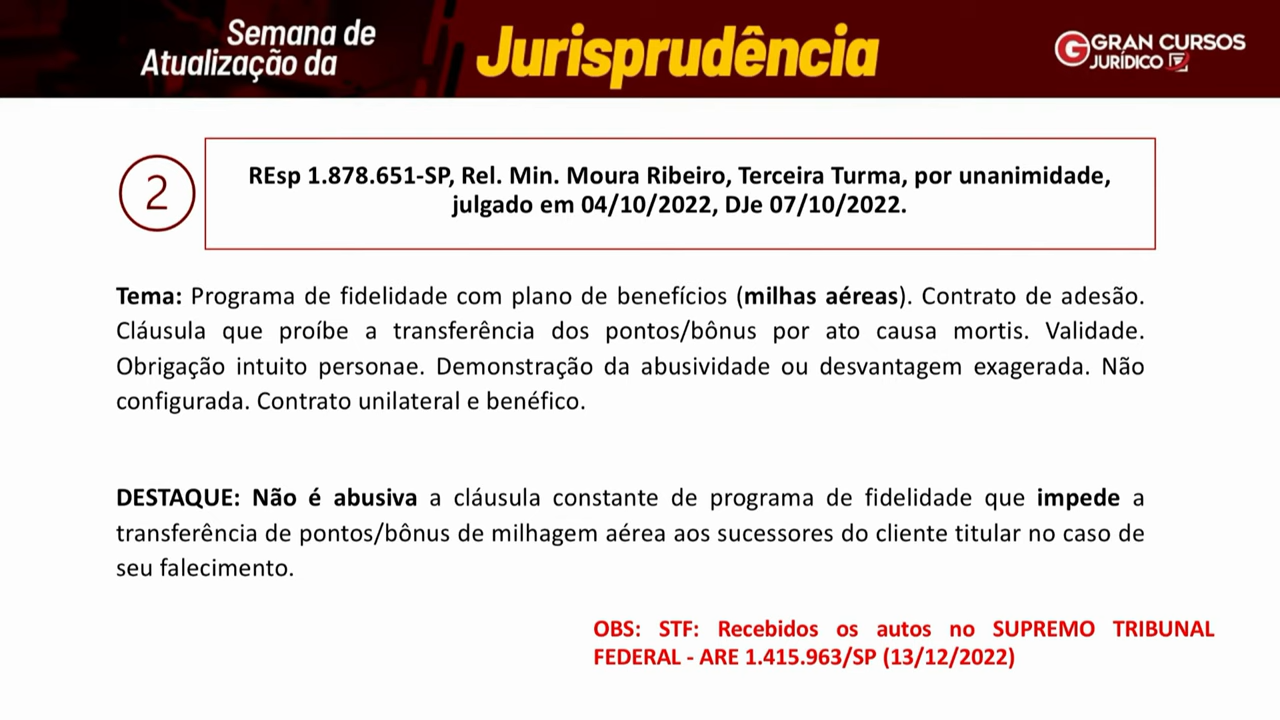 Semana de
Atualização da
Jurisprudência
GRAN CURSOS
JURÍDICO
2
REsp 1.878.651-SP, Rel. Min. Moura Ribeiro, Terceira Turma, por unanimidade,
julgado em 04/10/2022, DJe 07/10/2022.
Tema: Programa de fidelidade com plano de benefícios (milhas aéreas). Contrato de adesão.
Cláusula que proíbe a transferência dos pontos/bônus por ato causa mortis. Validade.
Obrigação intuito personae. Demonstração da abusividade ou desvantagem exagerada. Não
configurada. Contrato unilateral e benéfico.
DESTAQUE: Não é abusiva a cláusula constante de programa de fidelidade que impede a
transferência de pontos/bônus de milhagem aérea aos sucessores do cliente titular no caso de
seu falecimento.
OBS: STF: Recebidos os autos no SUPREMO TRIBUNAL
FEDERAL - ARE 1.415.963/SP (13/12/2022)